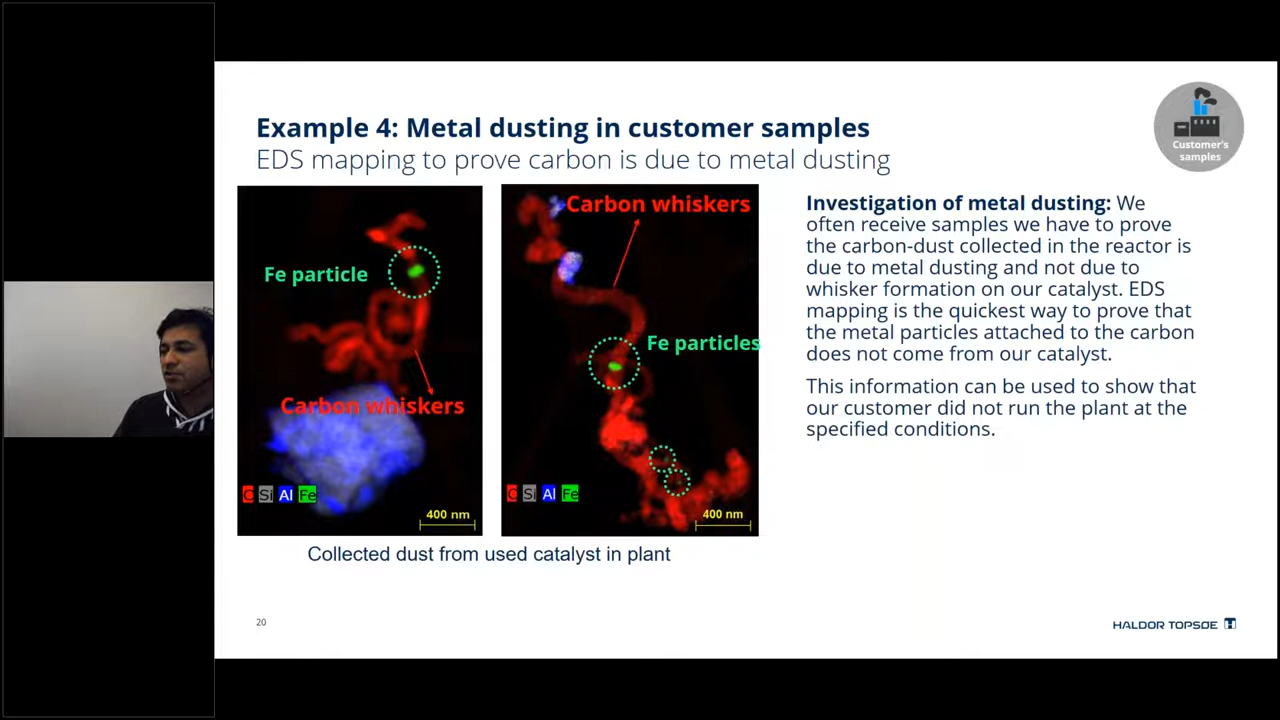 Example 4: Metal dusting in customer samples
EDS mapping to prove carbon is due to metal dusting
Customer's
samples
Fe particle
Carbon whiskers
C Si Al Fe
400 nm
Carbon whiskers
Fe particles
C Si Al Fe
400 nm
Collected dust from used catalyst in plant
Investigation of metal dusting: We
often receive samples we have to prove
the carbon-dust collected in the reactor is
due to metal dusting and not due to
whisker formation on our catalyst. EDS
mapping is the quickest way to prove that
the metal particles attached to the carbon
does not come from our catalyst.
This information can be used to show that
our customer did not run the plant at the
specified conditions.
20
HALDOR TOPSØE